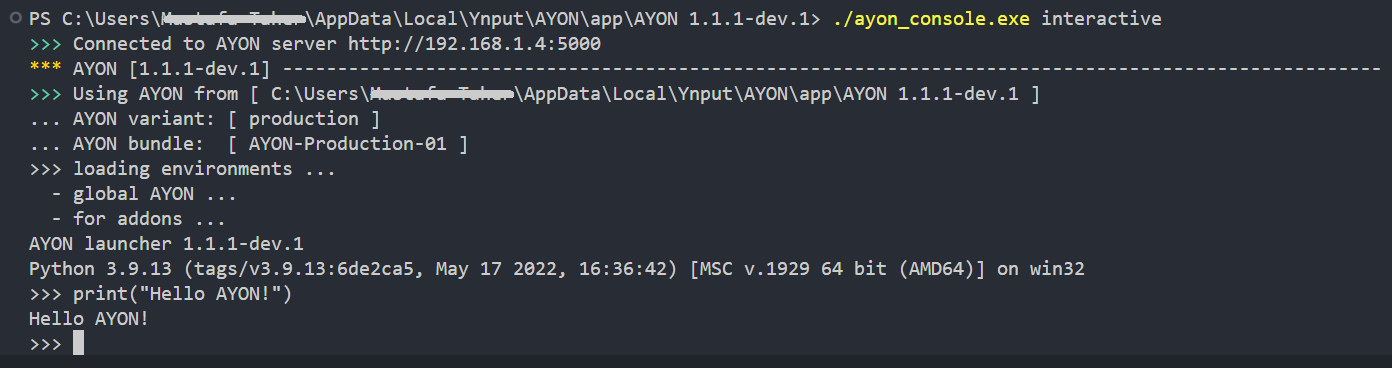 PS C:\Users\ \AppData\Local\Ynput\AYON\app\AYON 1.1.1-dev.1> ./ayon_console.exe interactive
>>> Connected to AYON server http://192.168.1.4:5000
*** AYON [1.1.1-dev.1] ----------------------------------------------------------------------------------------------------
>>> Using AYON from [ C:\Users\ \AppData\Local\Ynput\AYON\app\AYON 1.1.1-dev.1 ]
... AYON variant: [ production ]
... AYON bundle:  [ AYON-Production-01 ]
>>> loading environments ...
  - global AYON ...
  - for addons ...
AYON launcher 1.1.1-dev.1
Python 3.9.13 (tags/v3.9.13:6de2ca5, May 17 2022, 16:36:42) [MSC v.1929 64 bit (AMD64)] on win32
>>> print("Hello AYON!")
Hello AYON!
>>>